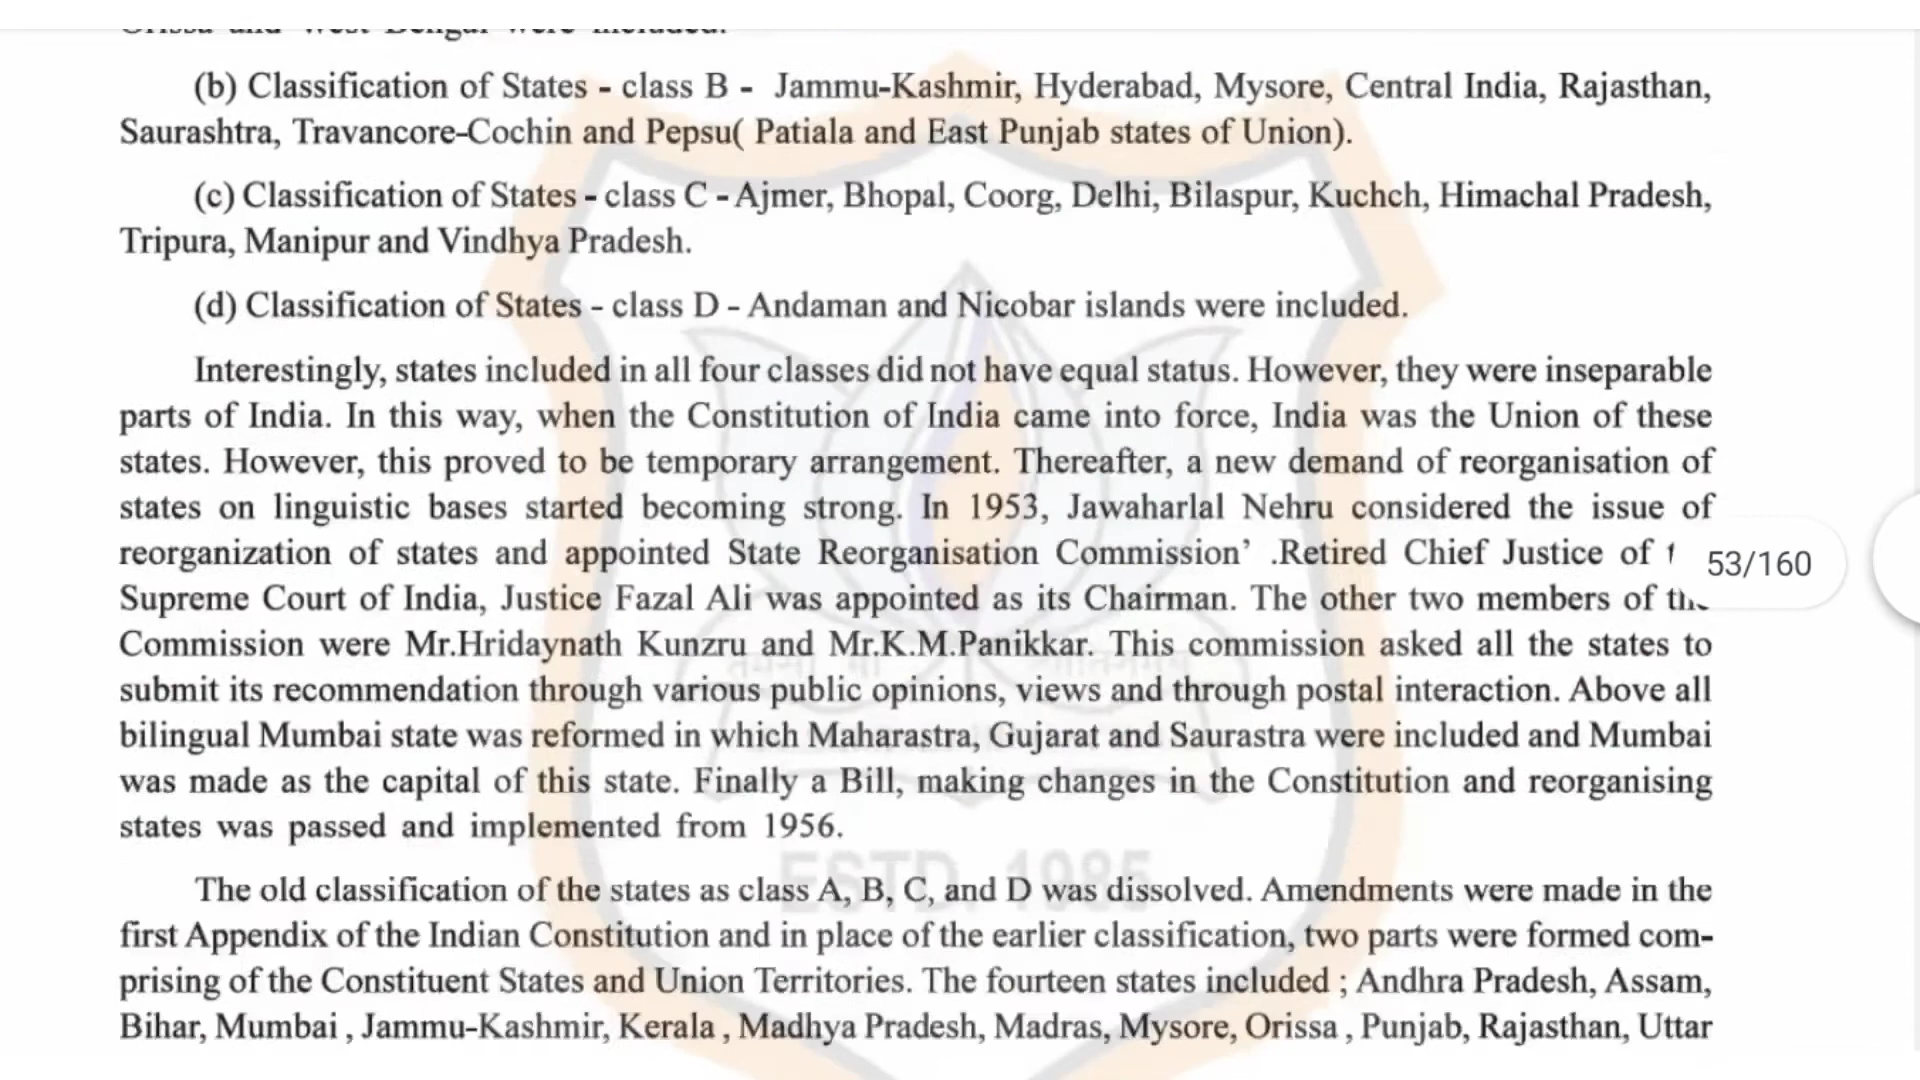 Orissa and West Bengal were included.
(b) Classification of States - class B - Jammu-Kashmir, Hyderabad, Mysore, Central India, Rajasthan,
Saurashtra, Travancore-Cochin and Pepsu( Patiala and East Punjab states of Union).
(c) Classification of States - class C - Ajmer, Bhopal, Coorg, Delhi, Bilaspur, Kuchch, Himachal Pradesh,
Tripura, Manipur and Vindhya Pradesh.
(d) Classification of States - class D - Andaman and Nicobar islands were included.
Interestingly, states included in all four classes did not have equal status. However, they were inseparable
parts of India. In this way, when the Constitution of India came into force, India was the Union of these
states. However, this proved to be temporary arrangement. Thereafter, a new demand of reorganisation of
states on linguistic bases started becoming strong. In 1953, Jawaharlal Nehru considered the issue of
reorganization of states and appointed State Reorganisation Commission’ .Retired Chief Justice of
53/160
Supreme Court of India, Justice Fazal Ali was appointed as its Chairman. The other two members of
Commission were Mr.Hridaynath Kunzru and Mr.K.M.Panikkar. This commission asked all the states to
submit its recommendation through various public opinions, views and through postal interaction. Above all
bilingual Mumbai state was reformed in which Maharastra, Gujarat and Saurastra were included and Mumbai
was made as the capital of this state. Finally a Bill, making changes in the Constitution and reorganising
states was passed and implemented from 1956.
ESTD. 1985
The old classification of the states as class A, B, C, and D was dissolved. Amendments were made in the
first Appendix of the Indian Constitution and in place of the earlier classification, two parts were formed com-
prising of the Constituent States and Union Territories. The fourteen states included ; Andhra Pradesh, Assam,
Bihar, Mumbai , Jammu-Kashmir, Kerala , Madhya Pradesh, Madras, Mysore, Orissa , Punjab, Rajasthan, Uttar